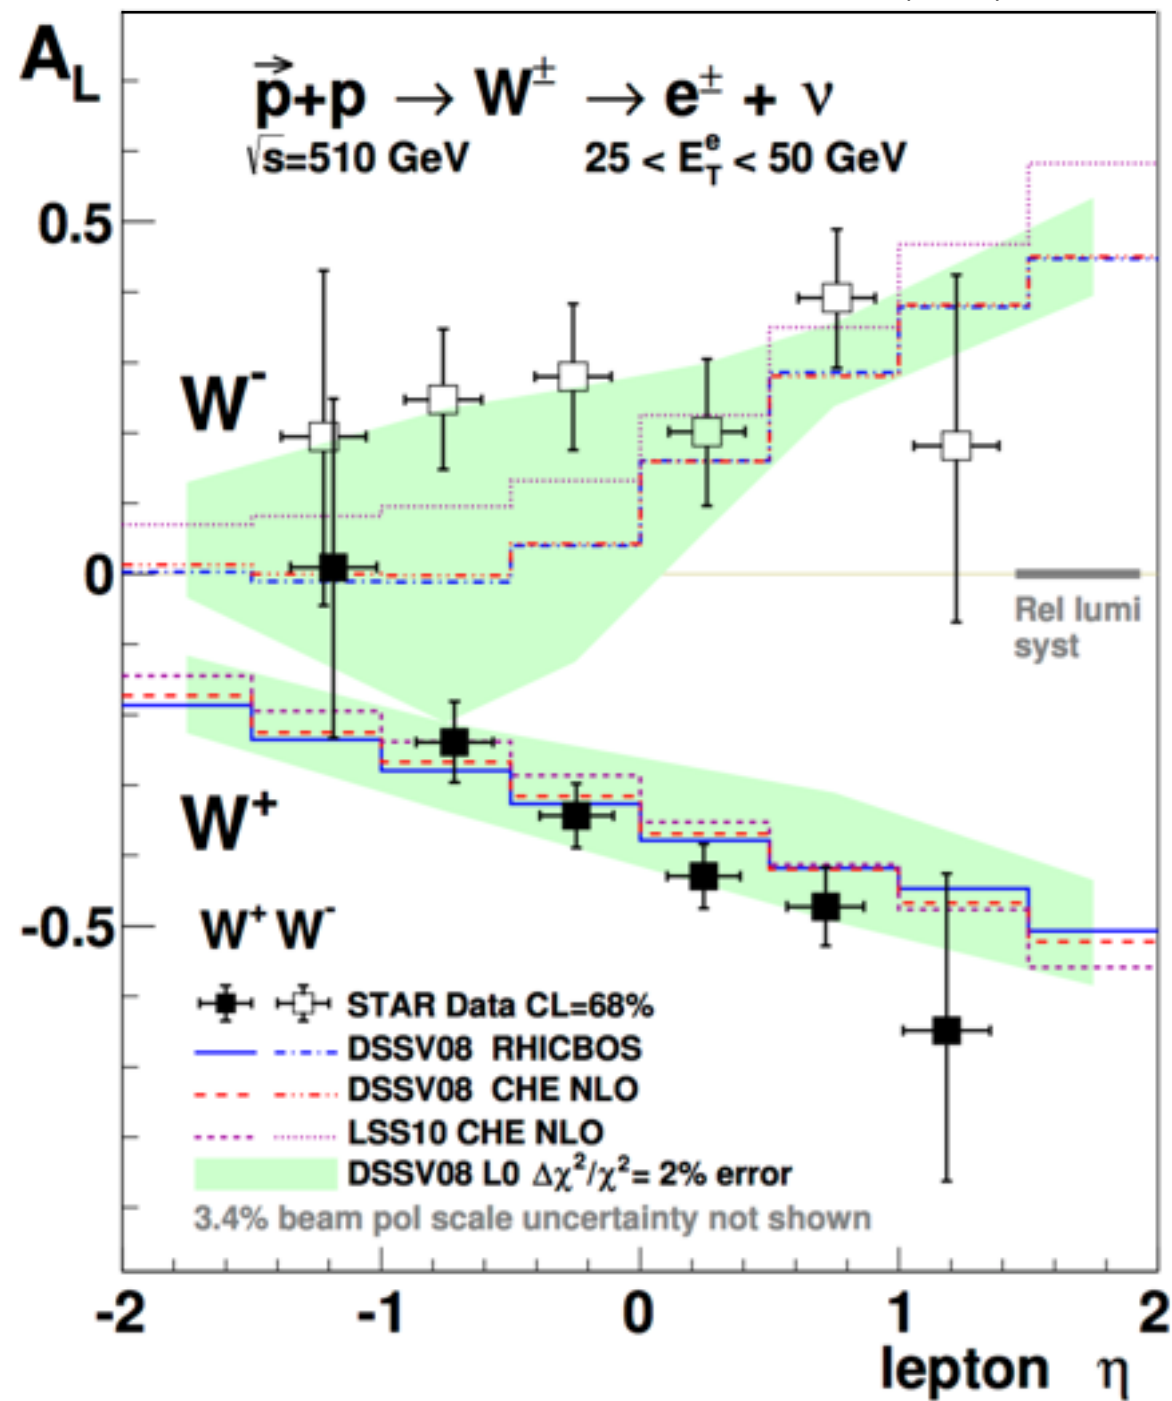 A_L
p+p → W± → e± + ν
√s=510 GeV 25 < E_T^e < 50 GeV
0.5
W⁻
0
Rel lumi
syst
W⁺
-0.5
W⁺ W⁻
STAR Data CL=68%
DSSV08 RHICBOS
DSSV08 CHE NLO
LSS10 CHE NLO
DSSV08 L0 Δχ²/χ²= 2% error
3.4% beam pol scale uncertainty not shown
-2 -1 0 1 2
lepton η